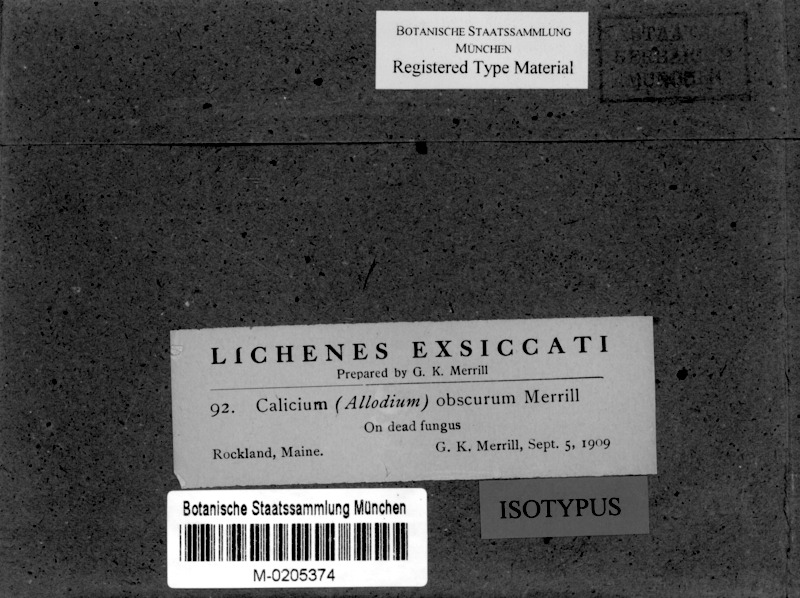 BOTANISCHE STAATSSAMMLUNG
MÜNCHEN
Registered Type Material
LICHENES EXSICCATI
Prepared by G. K. Merrill
92. Calicium (Allodium) obscurum Merrill
On dead fungus
Rockland, Maine. G. K. Merrill, Sept. 5, 1909
ISOTYPUS
Botanische Staatssammlung München
M-0205374